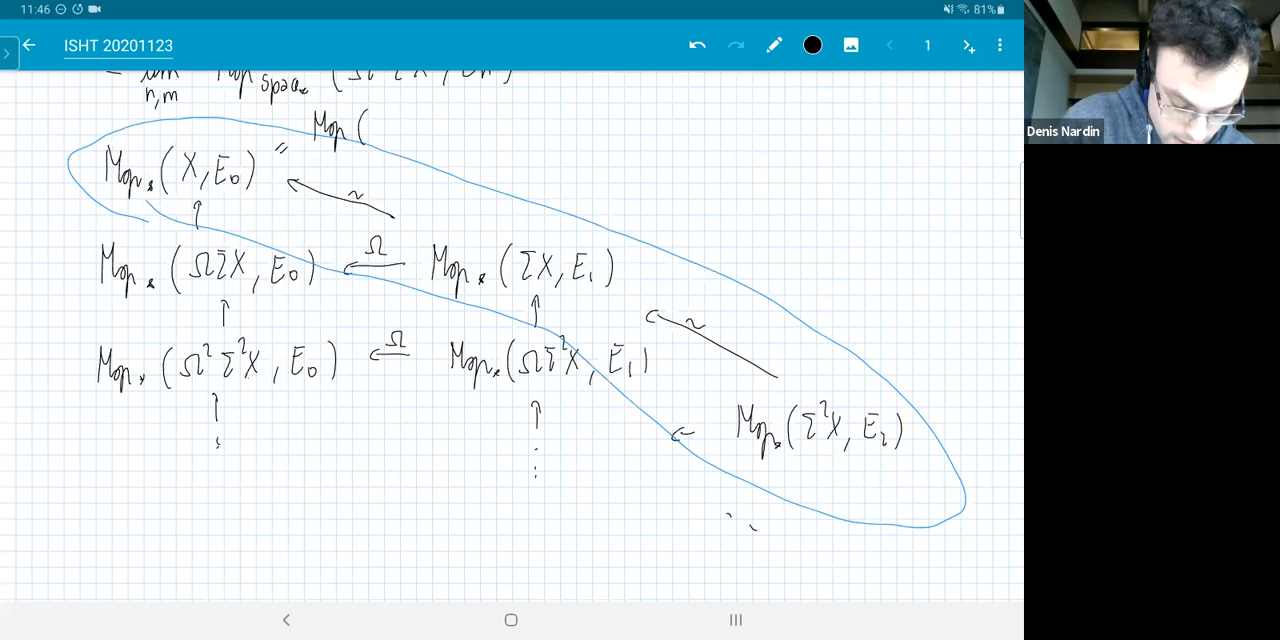 11:46
81%
ISHT 20201123
1
n,m
Map (
Map* ( X, E0 )
~
Map* ( ΩΣX, E0 )
Ω
Map* ( ΣX, E1 )
~
Map* ( Ω²Σ²X, E0 )
Ω
Map* ( ΩΣ²X, E1 )
Map* ( Σ²X, E2 )
Denis Nardin